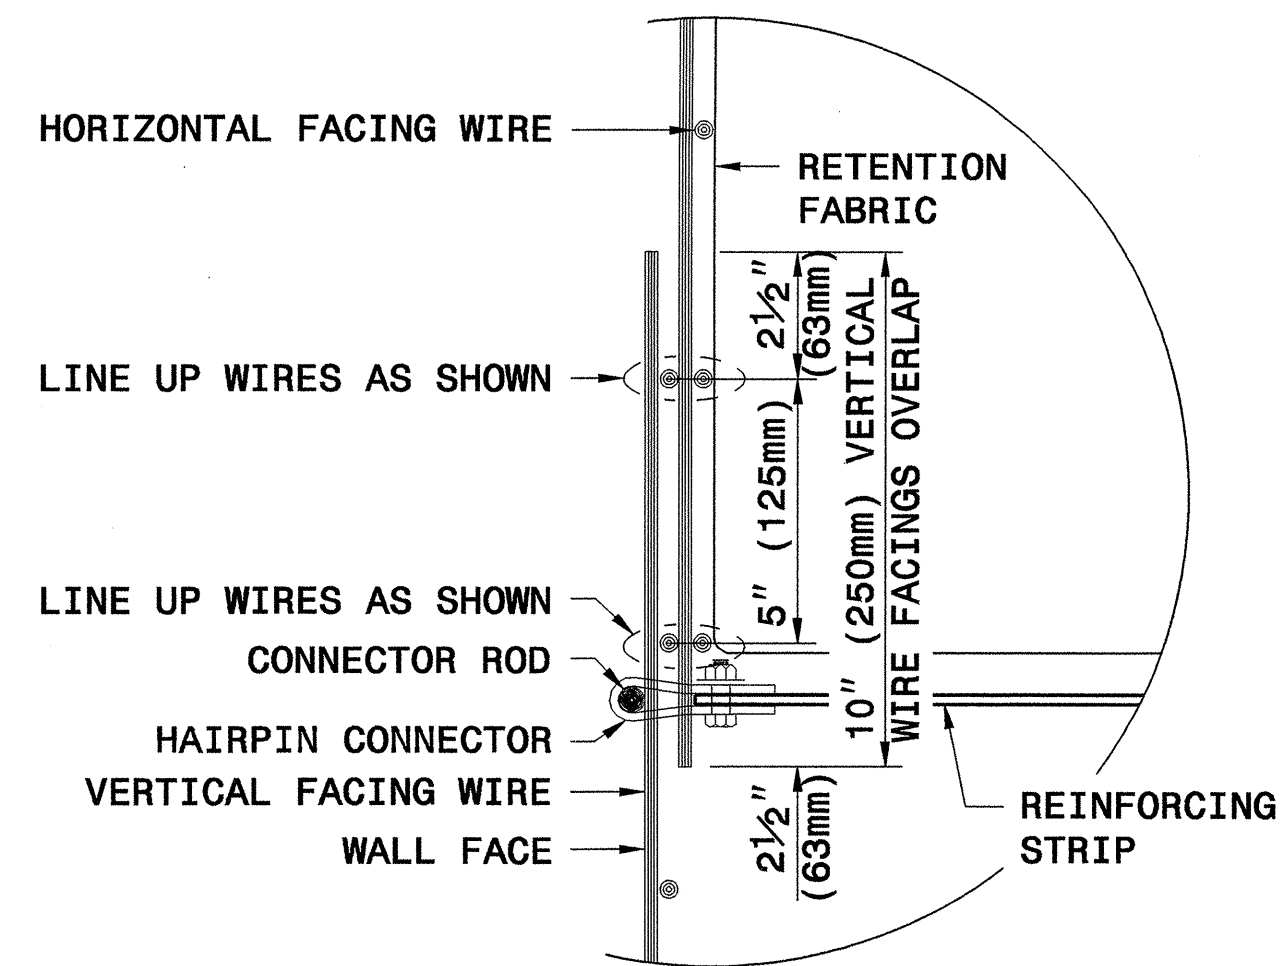 HORIZONTAL FACING WIRE
RETENTION
FABRIC
2½"
(63mm)
LINE UP WIRES AS SHOWN
5" (125mm)
10" (250mm) VERTICAL
WIRE FACINGS OVERLAP
LINE UP WIRES AS SHOWN
CONNECTOR ROD
HAIRPIN CONNECTOR
VERTICAL FACING WIRE
WALL FACE
2½"
(63mm)
REINFORCING
STRIP